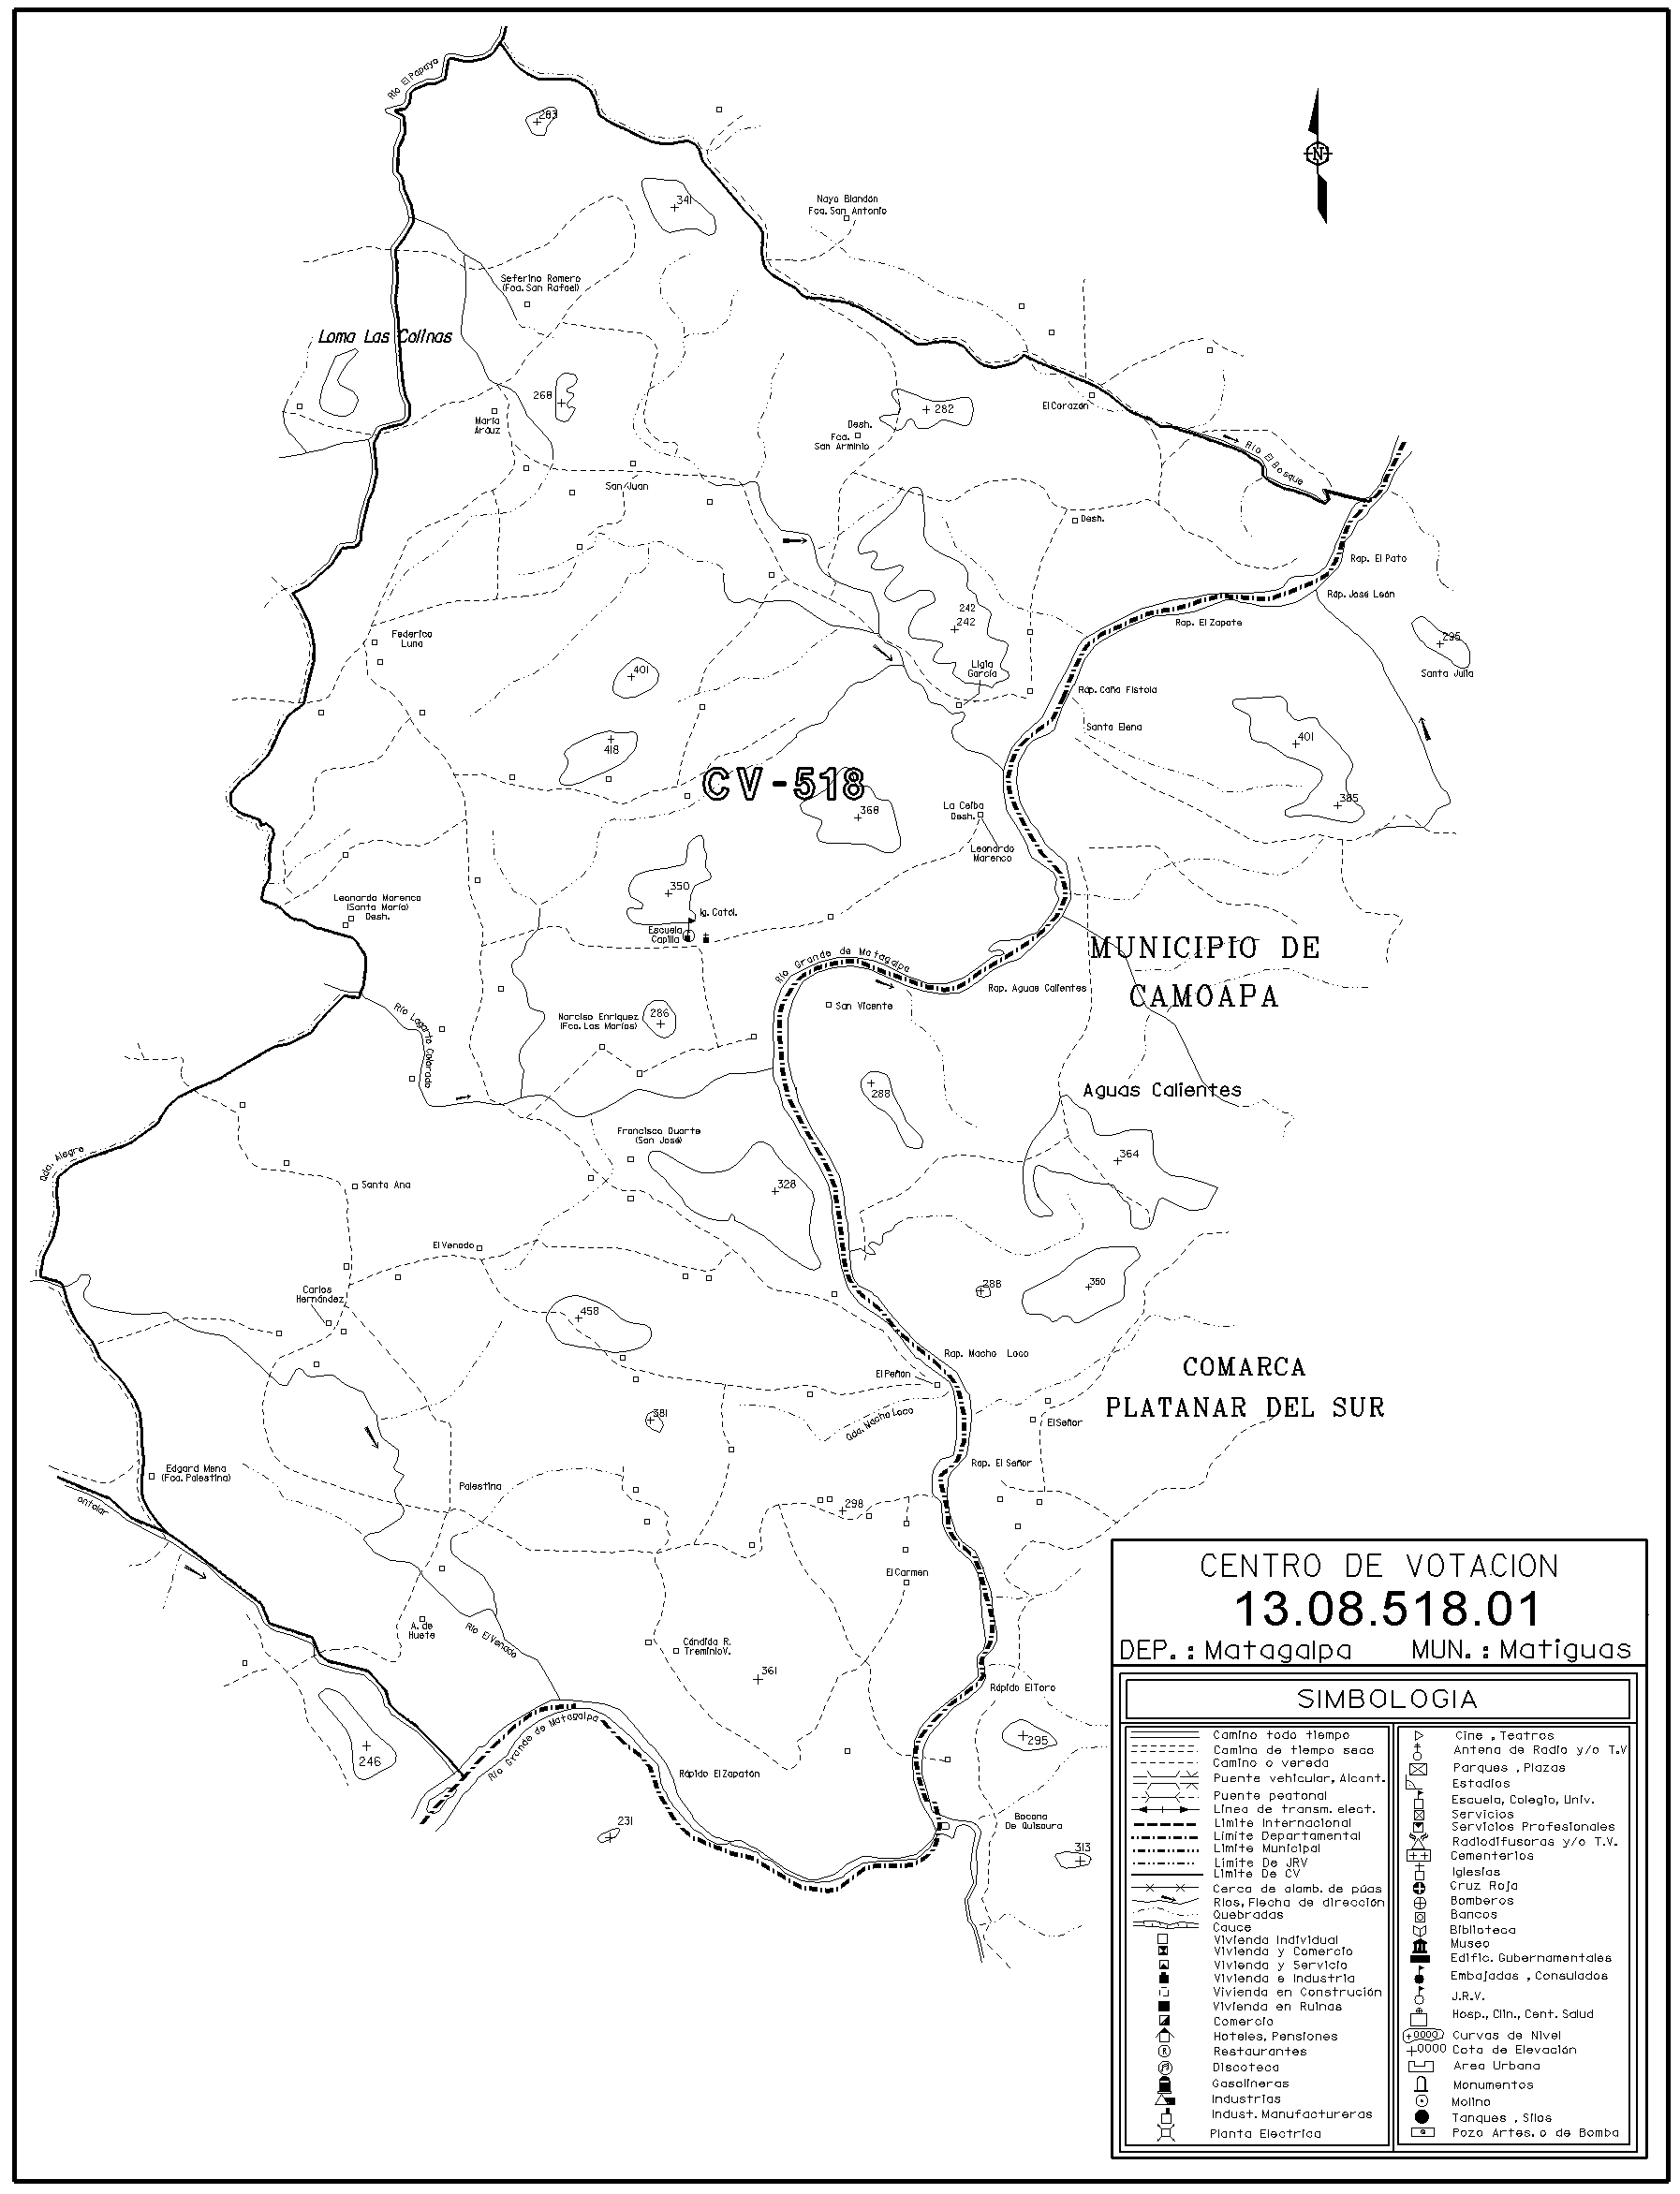 Río El Papaya
283
341
Nayo Blandón
Fca. San Antonio
N
Seferino Romero
(Fca. San Rafael)
Loma Las Colinas
268
María
Aráuz
282
El Corazón
Desh.
Fca.
San Arminio
Río El Bosque
San Juan
Desh.
Rap. El Pato
Ráp. José León
Rap. El Zapote
242
242
295
Santa Julia
Federico
Luna
401
Ligia
García
Ráp. Caña Fistola
Santa Elena
418
401
CV-518
368
385
La Ceiba
Desh.
Leonardo
Marenco
350
Leonardo Marenco
(Santa María)
Desh.
Ig. Catól.
Escuela
Capilla
MUNICIPIO DE
CAMOAPA
Río Grande de Matagalpa
Rap. Aguas Calientes
San Vicente
Río Lagarto Colorado
Narciso Enriquez
(Fca. Las Marías)
286
288
Aguas Calientes
Francisco Duarte
(San José)
364
Qda. Alegre
Santa Ana
328
El Venado
288
350
Carlos
Hernández
458
Rap. Macho Loco
El Peñón
COMARCA
PLATANAR DEL SUR
381
Qda. Nacho Loco
El Señor
Edgard Mena
(Fca. Palestina)
Rap. El Señor
Palestina
298
ontolar
El Carmen
A. de
Huete
Río El Venado
Cándida R.
Treminio V.
361
Rápido El Toro
246
295
Río Grande de Matagalpa
Rápido El Zapatón
231
Bocana
De Quisaura
313
CENTRO DE VOTACION
13.08.518.01
DEP. : Matagalpa MUN. : Matiguas
SIMBOLOGIA
Camino todo tiempo
Camino de tiempo seco
Camino o vereda
Puente vehicular, Alcant.
Puente peatonal
Línea de transm. elect.
Limite Internacional
Limite Departamental
Limite Municipal
Limite De JRV
Limite De CV
Cerca de alamb. de púas
Rios, Flecha de dirección
Quebradas
Cauce
Vivienda Individual
Vivienda y Comercio
Vivienda y Servicio
Vivienda e Industria
Vivienda en Construción
Vivienda en Ruinas
Comercio
Hoteles, Pensiones
R Restaurantes
Discoteca
Gasolineras
Industrias
Indust. Manufactureras
Planta Electrica
Cine , Teatros
Antena de Radio y/o T.V
Parques , Plazas
Estadios
Escuela, Colegio, Univ.
Servicios
Servicios Profesionales
Radiodifusoras y/o T.V.
Cementerios
Iglesias
Cruz Roja
Bomberos
Bancos
Biblioteca
Museo
Edific. Gubernamentales
Embajadas , Consulados
J.R.V.
Hosp., Clin., Cent. Salud
+0000 Curvas de Nivel
+0000 Cota de Elevación
Area Urbana
Monumentos
Molino
Tanques , Silos
Pozo Artes. o de Bomba